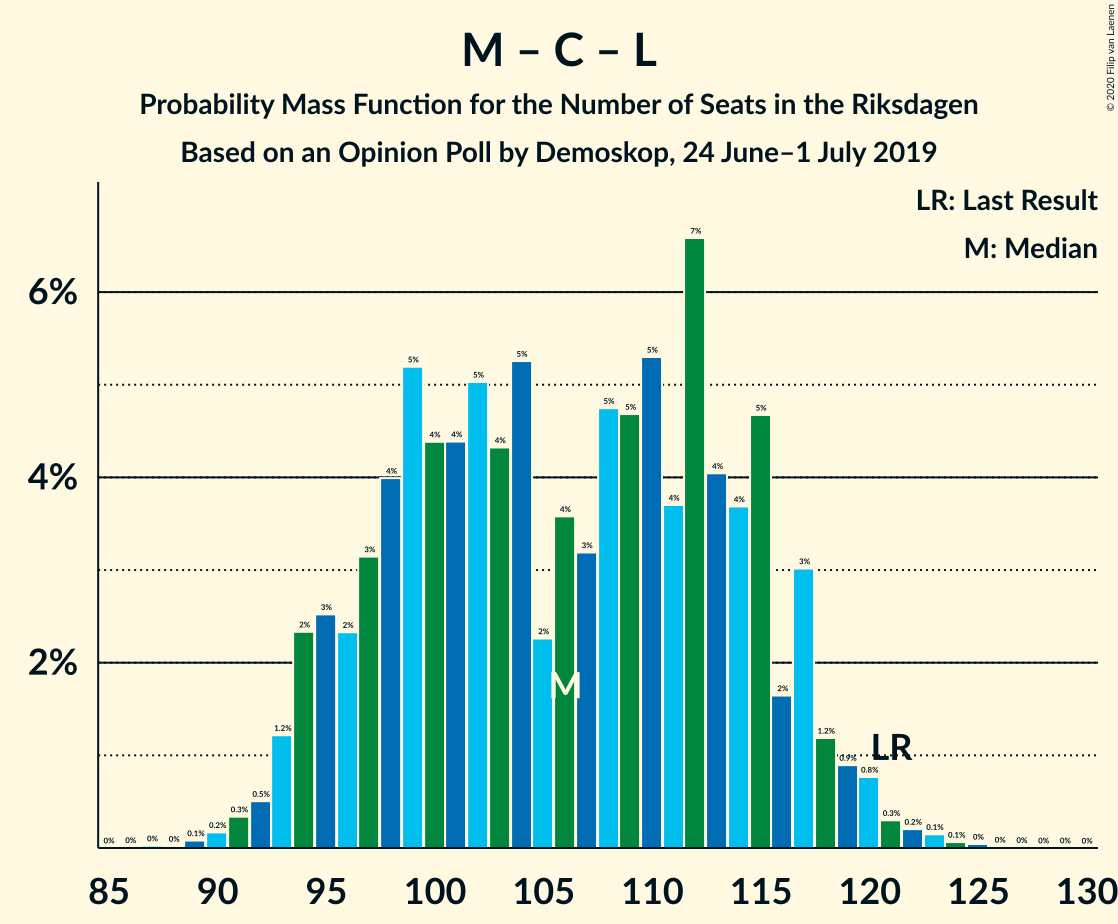 M – C – L
Probability Mass Function for the Number of Seats in the Riksdagen
Based on an Opinion Poll by Demoskop, 24 June–1 July 2019
© 2020 Filip van Laenen
LR: Last Result
M: Median
6%
4%
2%
0% 0% 0% 0% 0.1% 0.2% 0.3% 0.5% 1.2% 2% 3% 2% 3% 4% 5% 4% 4% 5% 4% 5% 2% 4% 3% 5% 5% 5% 4% 7% 4% 4% 5% 2% 3% 1.2% 0.9% 0.8% 0.3% 0.2% 0.1% 0.1% 0% 0% 0% 0% 0% 0%
M
LR
85 90 95 100 105 110 115 120 125 130